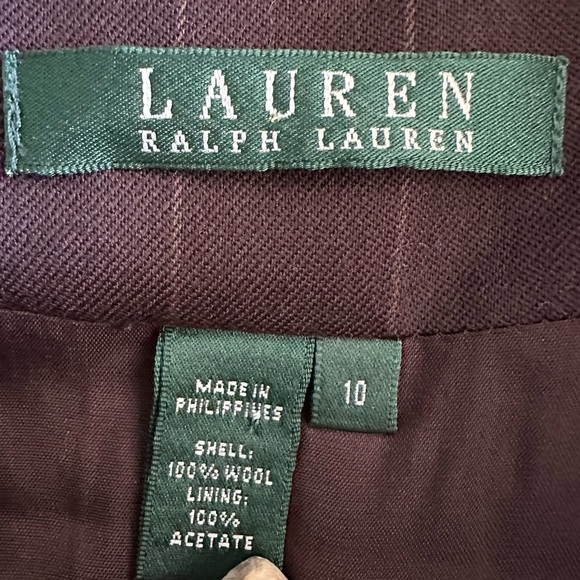 LAUREN
RALPH LAUREN
MADE IN
PHILIPPINES
10
SHELL:
100% WOOL
LINING:
100%
ACETATE